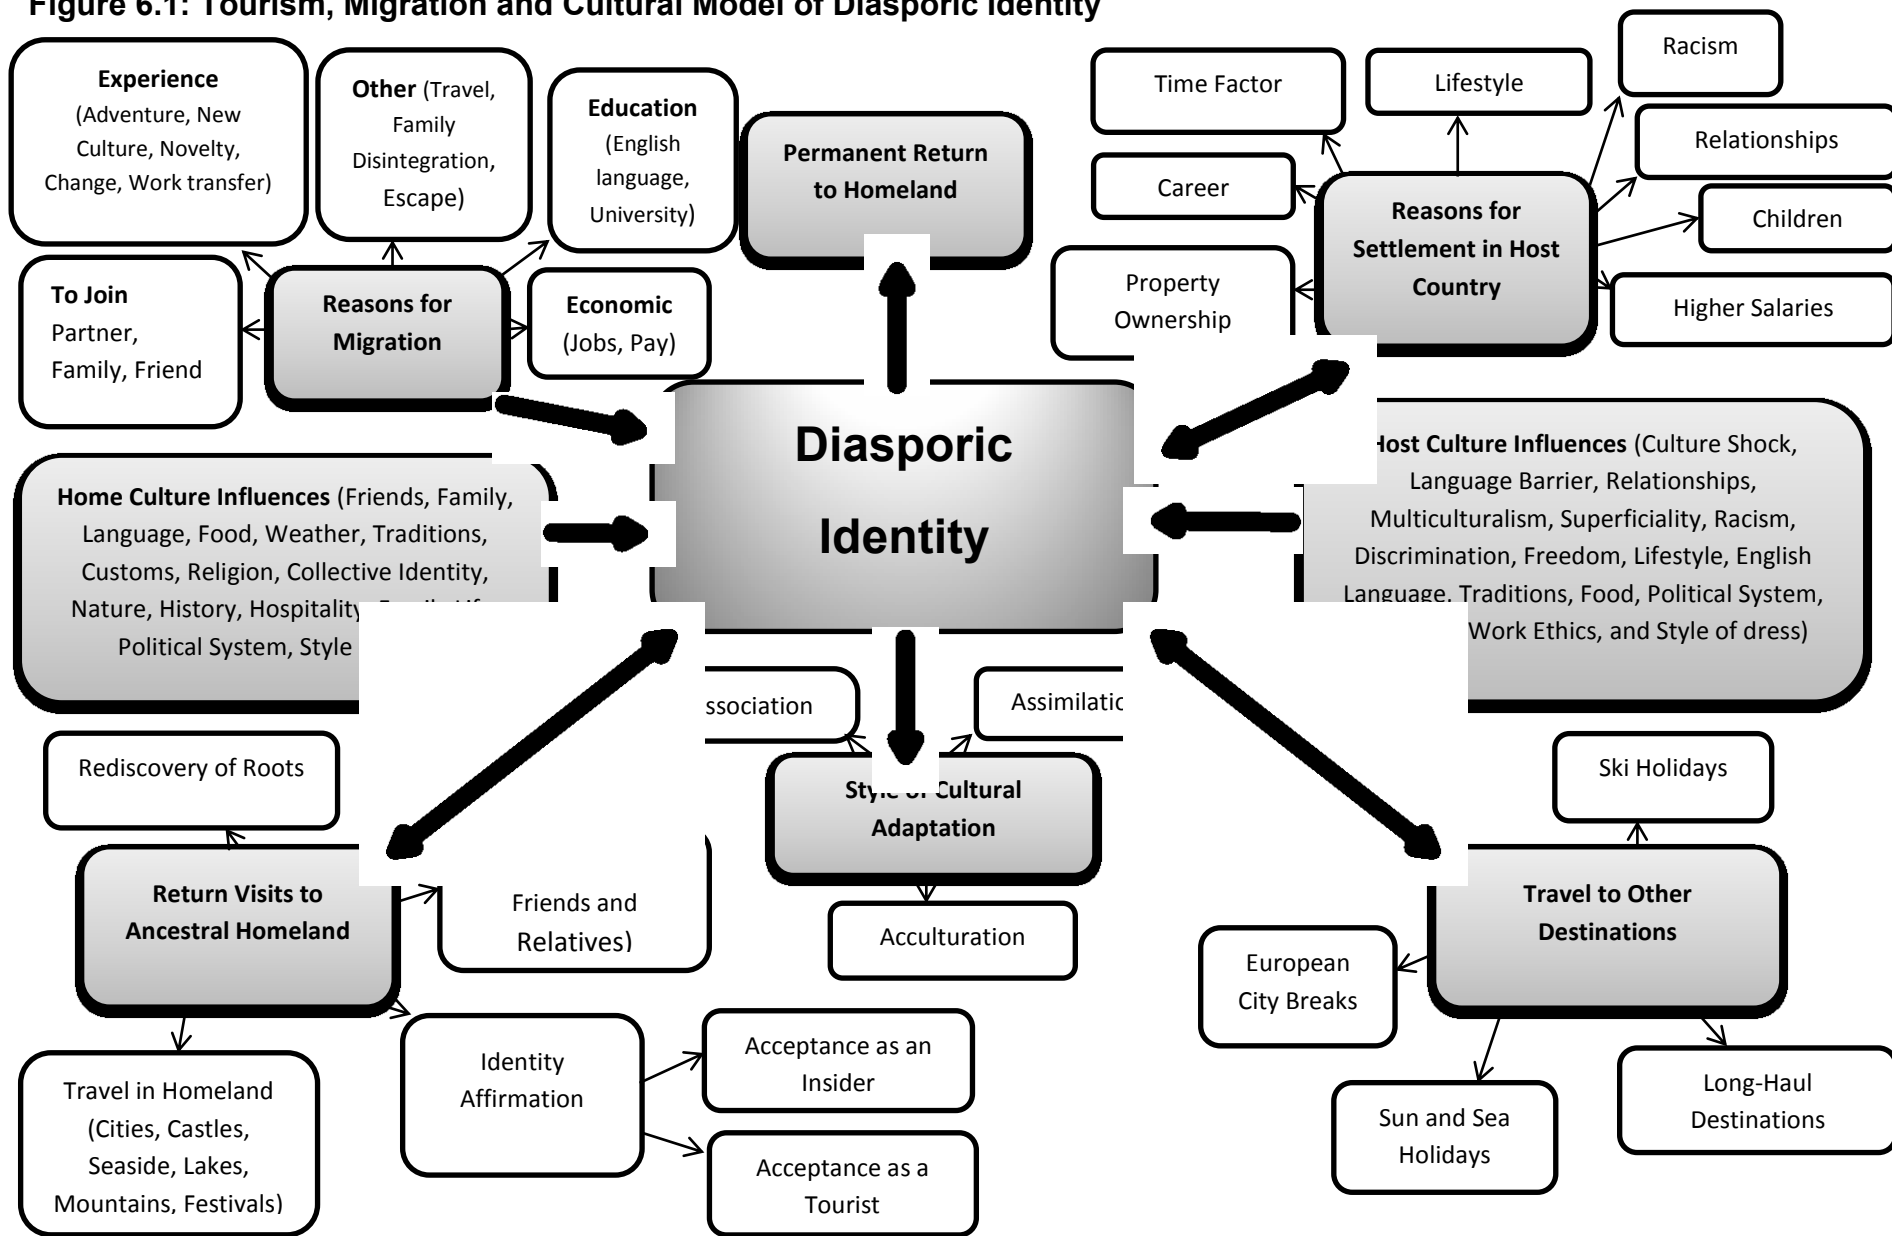 Figure 6.1: Tourism, Migration and Cultural Model of Diasporic Identity
Experience
(Adventure, New
Culture, Novelty,
Change, Work transfer)
Other (Travel,
Family
Disintegration,
Escape)
Education
(English
language,
University)
Permanent Return
to Homeland
Time Factor
Lifestyle
Racism
Relationships
Career
Reasons for
Settlement in Host
Country
Children
Property
Ownership
Higher Salaries
To Join
Partner,
Family, Friend
Reasons for
Migration
Economic
(Jobs, Pay)
Diasporic
Identity
Home Culture Influences (Friends, Family,
Language, Food, Weather, Traditions,
Customs, Religion, Collective Identity,
Nature, History, Hospitality,
Political System, Style
Host Culture Influences (Culture Shock,
Language Barrier, Relationships,
Multiculturalism, Superficiality, Racism,
Discrimination, Freedom, Lifestyle, English
Language, Traditions, Food, Political System,
Work Ethics, and Style of dress)
ssociation
Assimilatio
Style of Cultural
Adaptation
Acculturation
Rediscovery of Roots
Return Visits to
Ancestral Homeland
Friends and
Relatives)
Identity
Affirmation
Acceptance as an
Insider
Acceptance as a
Tourist
Travel in Homeland
(Cities, Castles,
Seaside, Lakes,
Mountains, Festivals)
Ski Holidays
Travel to Other
Destinations
European
City Breaks
Sun and Sea
Holidays
Long-Haul
Destinations